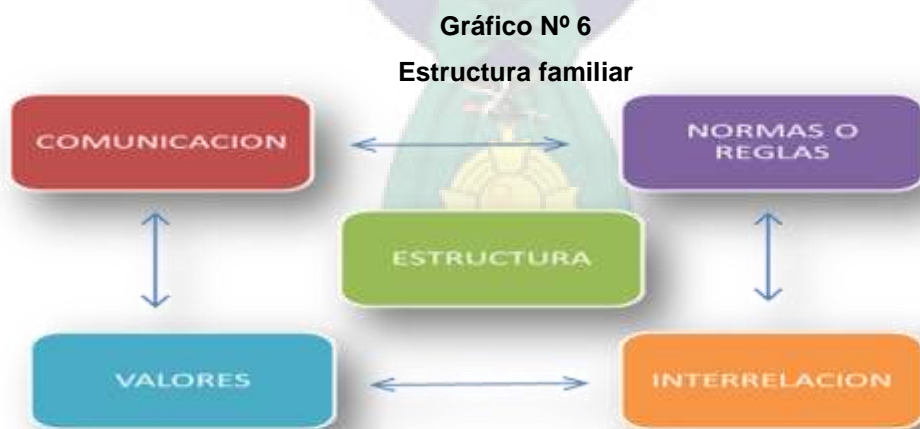 Gráfico Nº 6
Estructura familiar
COMUNICACION
NORMAS O
REGLAS
ESTRUCTURA
VALORES
INTERRELACION